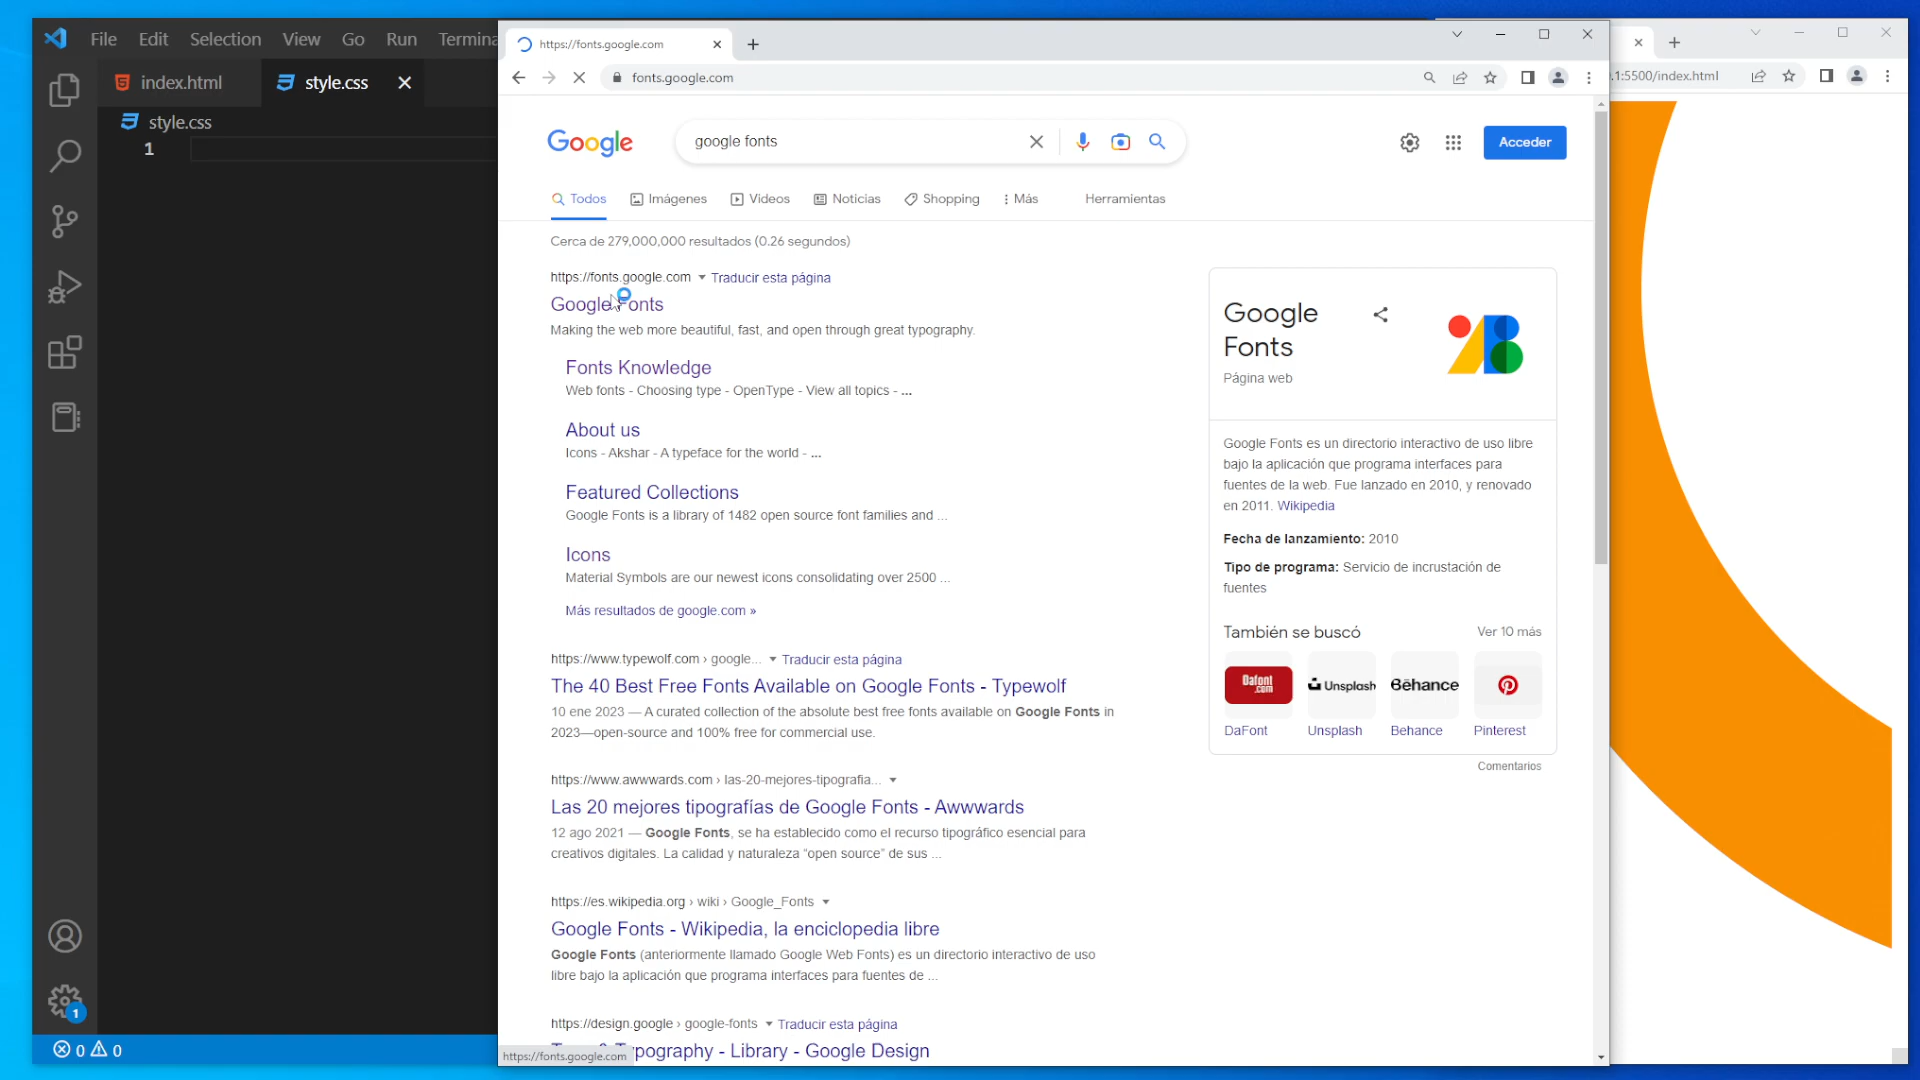 File Edit Selection View Go Run Termina
index.html
style.css
style.css
1
0 0
1
https://fonts.google.com
fonts.google.com
.1:5500/index.html
Google
google fonts
Acceder
Todos Imágenes Videos Noticias Shopping Más Herramientas
Cerca de 279,000,000 resultados (0.26 segundos)
https://fonts.google.com Traducir esta página
Google Fonts
Making the web more beautiful, fast, and open through great typography.
Fonts Knowledge
Web fonts - Choosing type - OpenType - View all topics - ...
About us
Icons - Akshar - A typeface for the world - ...
Featured Collections
Google Fonts is a library of 1482 open source font families and ...
Icons
Material Symbols are our newest icons consolidating over 2500 ...
Más resultados de google.com »
https://www.typewolf.com › google... Traducir esta página
The 40 Best Free Fonts Available on Google Fonts - Typewolf
10 ene 2023 — A curated collection of the absolute best free fonts available on Google Fonts in
2023—open-source and 100% free for commercial use.
https://www.awwwards.com › las-20-mejores-tipografia...
Las 20 mejores tipografías de Google Fonts - Awwwards
12 ago 2021 — Google Fonts, se ha establecido como el recurso tipográfico esencial para
creativos digitales. La calidad y naturaleza “open source” de sus ...
https://es.wikipedia.org › wiki › Google_Fonts
Google Fonts - Wikipedia, la enciclopedia libre
Google Fonts (anteriormente llamado Google Web Fonts) es un directorio interactivo de uso
libre bajo la aplicación que programa interfaces para fuentes de ...
https://design.google › google-fonts Traducir esta página
pography - Library - Google Design
https://fonts.google.com
Google
Fonts
Página web
Google Fonts es un directorio interactivo de uso libre
bajo la aplicación que programa interfaces para
fuentes de la web. Fue lanzado en 2010, y renovado
en 2011. Wikipedia
Fecha de lanzamiento: 2010
Tipo de programa: Servicio de incrustación de
fuentes
También se buscó Ver 10 más
Dafont
.com
Unsplash
Bēhance
DaFont Unsplash Behance Pinterest
Comentarios